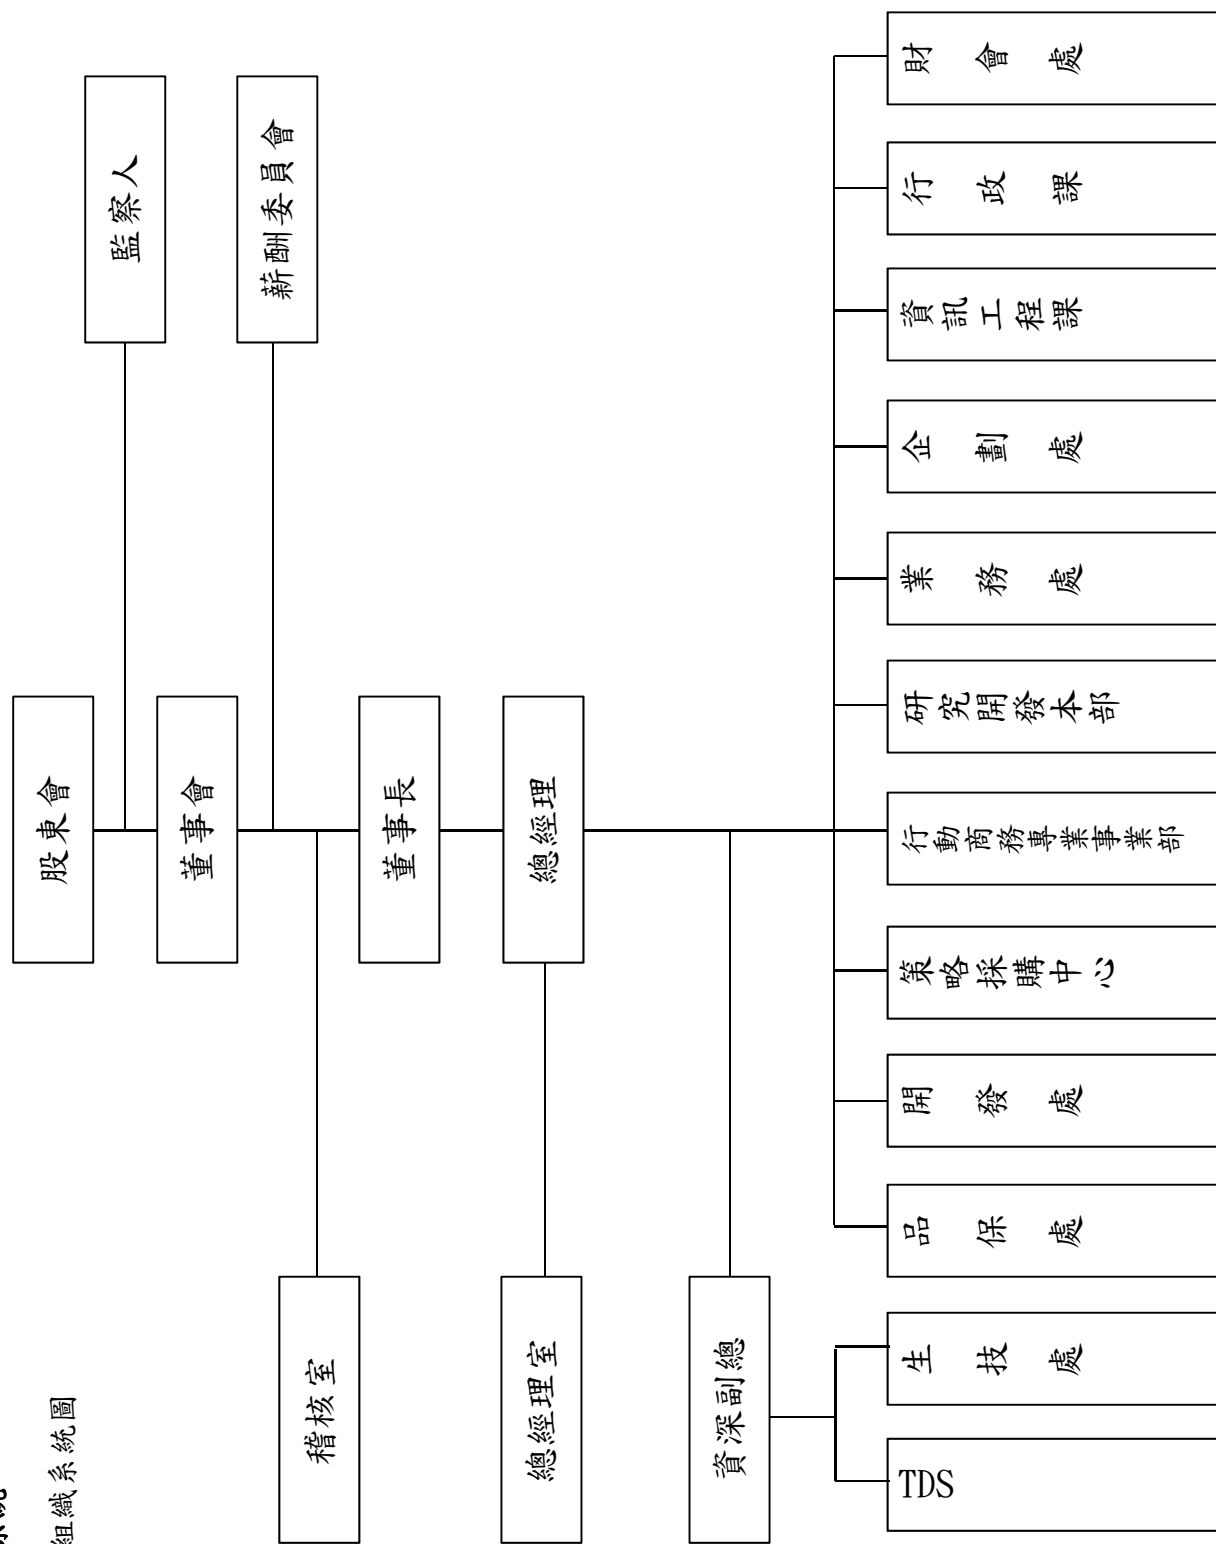 系統
組織系統圖
股東會
監察人
董事會
薪酬委員會
稽核室
董事長
總經理
總經理室
資深副總
TDS
生技處
品保處
開發處
策略採購中心
行動商務專業事業部
研究開發本部
業務處
企劃處
資訊工程課
行政課
財會處